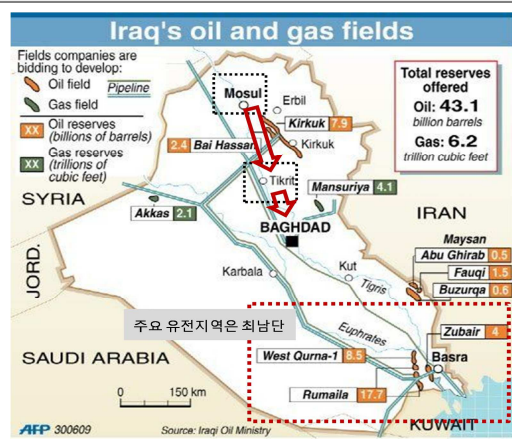 Iraq's oil and gas fields
Fields companies are
bidding to develop:
Oil field
Pipeline
Gas field
XX
Oil reserves
(billions of barrels)
XX
Gas reserves
(trillions of
cubic feet)
Total reserves
offered
Oil: 43.1
billion barrels
Gas: 6.2
trillion cubic feet
Mosul
Erbil
Kirkuk 7.9
2.4 Bai Hassan
Kirkuk
Tikrit
Mansuriya 4.1
SYRIA
Akkas 2.1
IRAN
BAGHDAD
Maysan
Abu Ghirab 0.5
Fauqi 1.5
Buzurqa 0.6
JORD.
Karbala
Kut
Tigris
주요 유전지역은 최남단
Euphrates
Zubair 4
SAUDI ARABIA
West Qurna-1 8.5
Basra
Rumaila 17.7
0 150 km
KUWAIT
AFP 300609
Source: Iraqi Oil Ministry